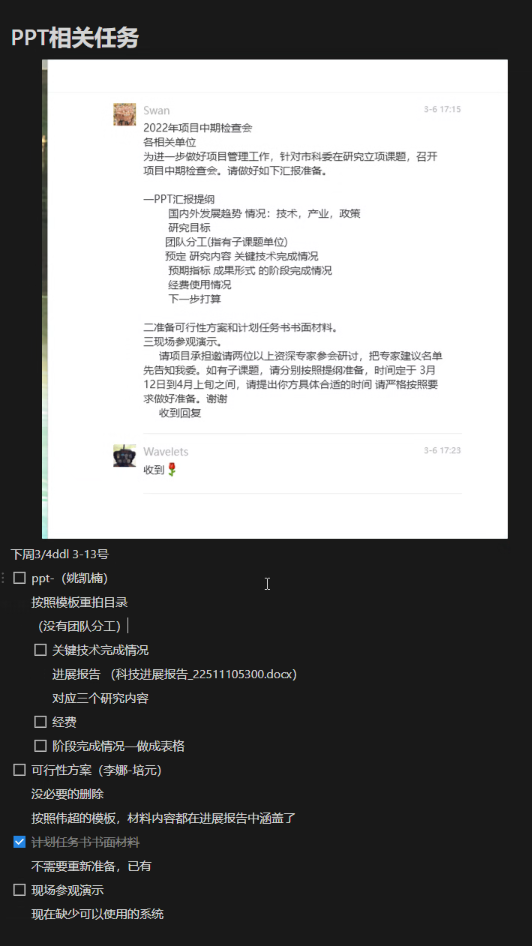 PPT相关任务
Swan
3-6 17:15
2022年项目中期检查会
各相关单位
为进一步做好项目管理工作，针对市科委在研究立项课题，召开
项目中期检查会。请做好如下汇报准备。
一PPT汇报提纲
国内外发展趋势 情况：技术，产业，政策
研究目标
团队分工(指有子课题单位)
预定 研究内容 关键技术完成情况
预期指标 成果形式 的阶段完成情况
经费使用情况
下一步打算
二准备可行性方案和计划任务书书面材料。
三现场参观演示。
请项目承担邀请两位以上资深专家参会研讨，把专家建议名单
先告知我委。如有子课题，请分别按照提纲准备，时间定于 3月
12日到4月上旬之间，请提出你方具体合适的时间 请严格按照要
求做好准备。谢谢
收到回复
Wavelets
3-6 17:23
收到🌹
下周3/4ddl 3-13号
ppt-（姚凯楠）
按照模板重拍目录
（没有团队分工）
关键技术完成情况
进展报告 （科技进展报告_22511105300.docx）
对应三个研究内容
经费
阶段完成情况—做成表格
可行性方案（李娜-培元）
没必要的删除
按照伟超的模板，材料内容都在进展报告中涵盖了
计划任务书书面材料
不需要重新准备，已有
现场参观演示
现在缺少可以使用的系统